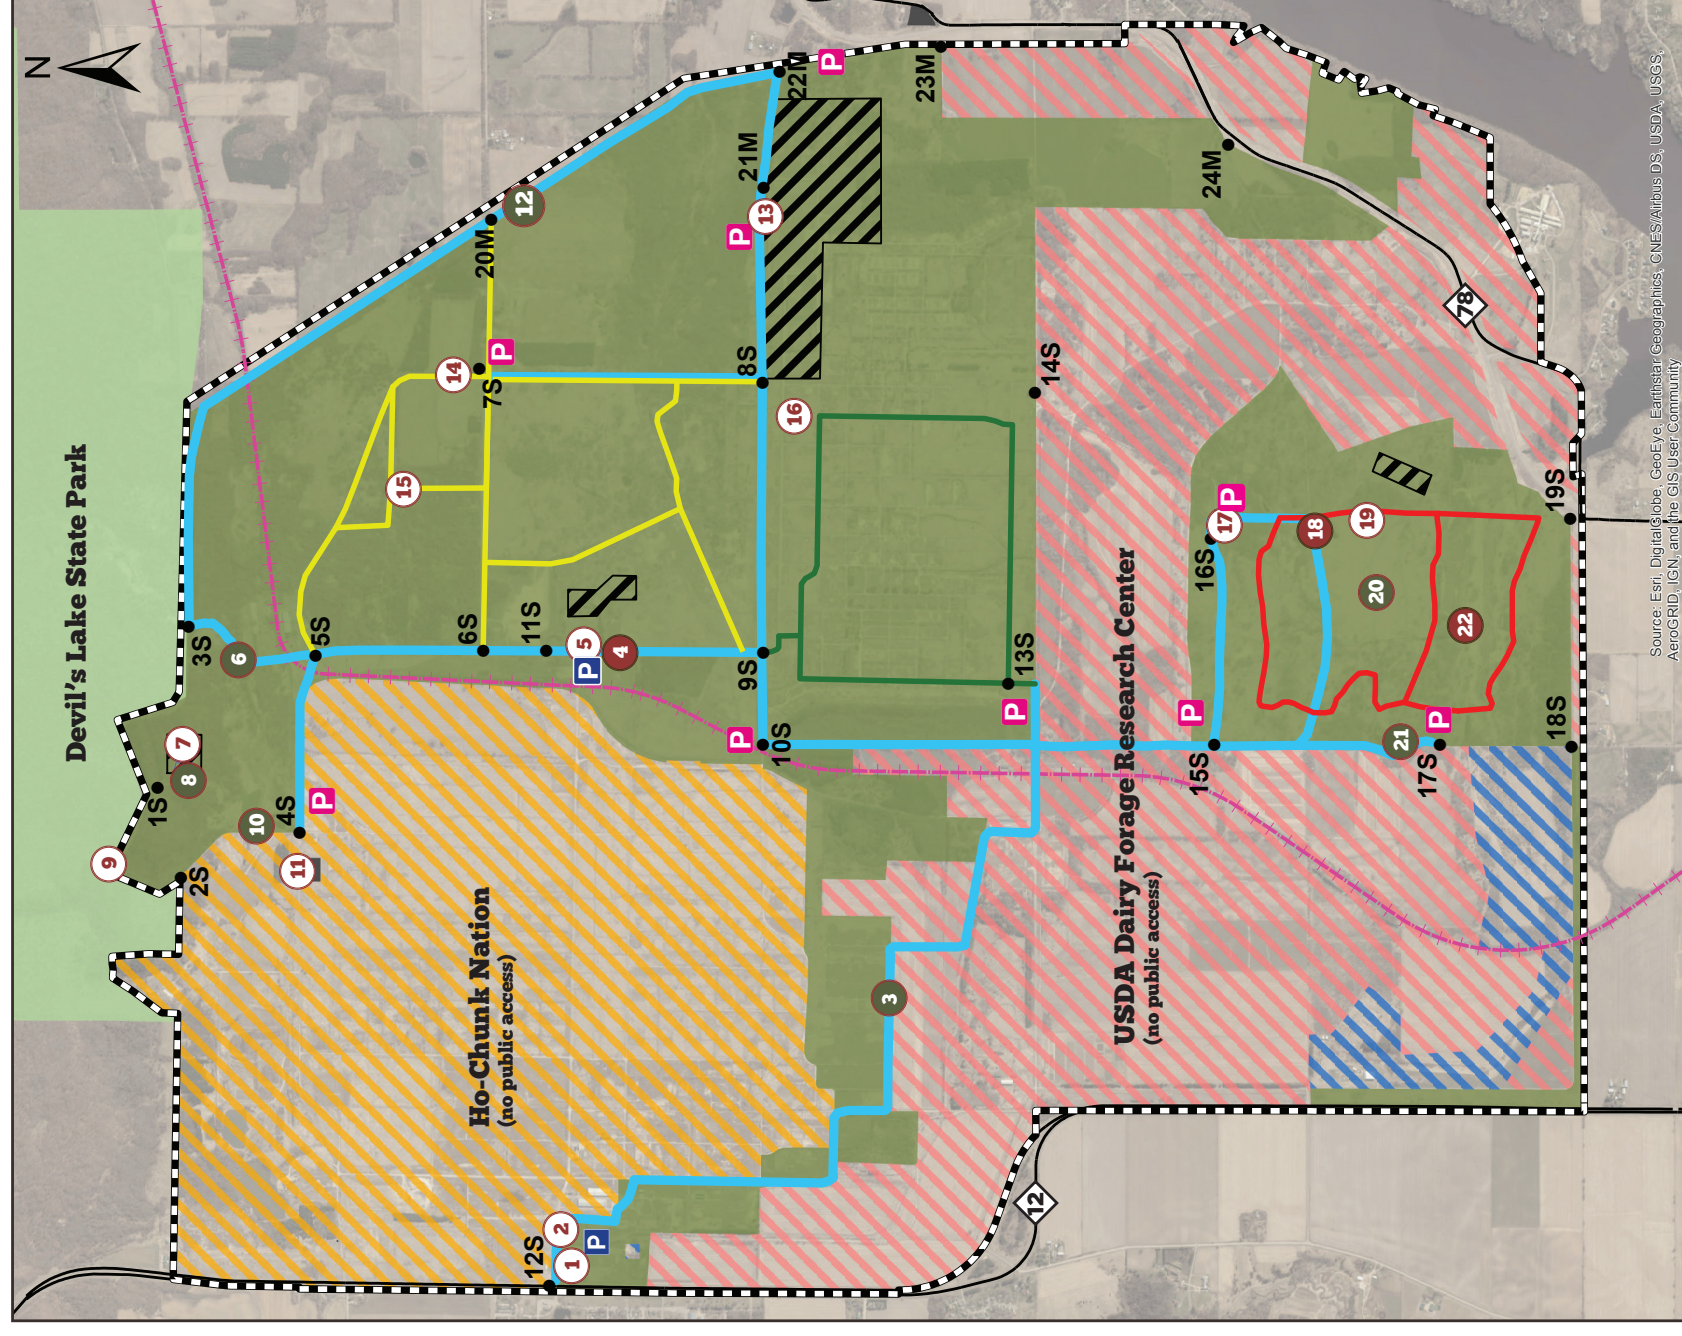 N
Devil's Lake State Park
9
1S
7
8
2S
3S
6
10
4S
P
11
5S
12
20M
14
P
7S
15
6S
11S
5
P
4
Ho-Chunk Nation
(no public access)
12S
2
1
P
22M
P
21M
13
P
8S
16
9S
P
10S
23M
3
24M
14S
13S
P
12
USDA Dairy Forage Research Center
(no public access)
P
15S
16S
17
P
18
19
20
21
P
17S
22
78
19S
18S
Source: Esri, DigitalGlobe, GeoEye, Earthstar Geographics, CNES/Airbus DS, USDA, USGS,
AeroGRID, IGN, and the GIS User Community